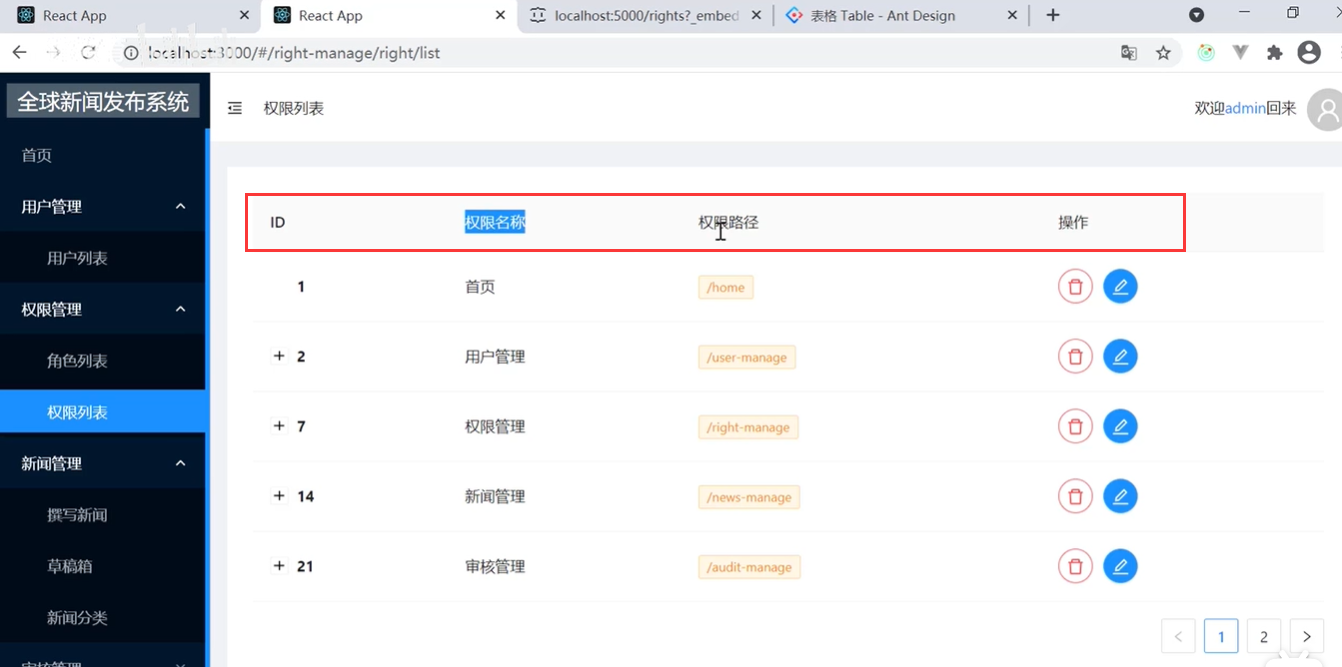 React App
React App
localhost:5000/rights?_embed
表格 Table - Ant Design
localhost:3000/#/right-manage/right/list
全球新闻发布系统
权限列表
欢迎admin回来
首页
用户管理
用户列表
权限管理
角色列表
权限列表
新闻管理
撰写新闻
草稿箱
新闻分类
审核管理
ID 权限名称 权限路径 操作
1 首页 /home
2 用户管理 /user-manage
7 权限管理 /right-manage
14 新闻管理 /news-manage
21 审核管理 /audit-manage
< 1 2 >